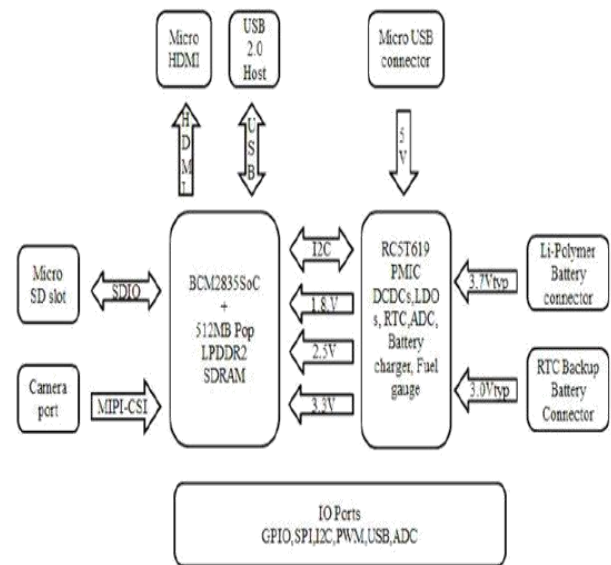 Micro
HDMI
USB
2.0
Host
Micro USB
connector
HDMI
USB
5V
Micro
SD slot
SDIO
BCM2835SoC
+
512MB Pop
LPDDR2
SDRAM
I2C
1.8.V
2.5V
3.3V
RC5T619
PMIC
DCDCs,LDO
s, RTC,ADC,
Battery
charger, Fuel
gauge
3.7Vtyp
Li-Polymer
Battery
connector
Camera
port
MIPI-CSI
3.0Vtyp
RTC Backup
Battery
Connector
IO Ports
GPIO,SPI,I2C,PWM,USB,ADC